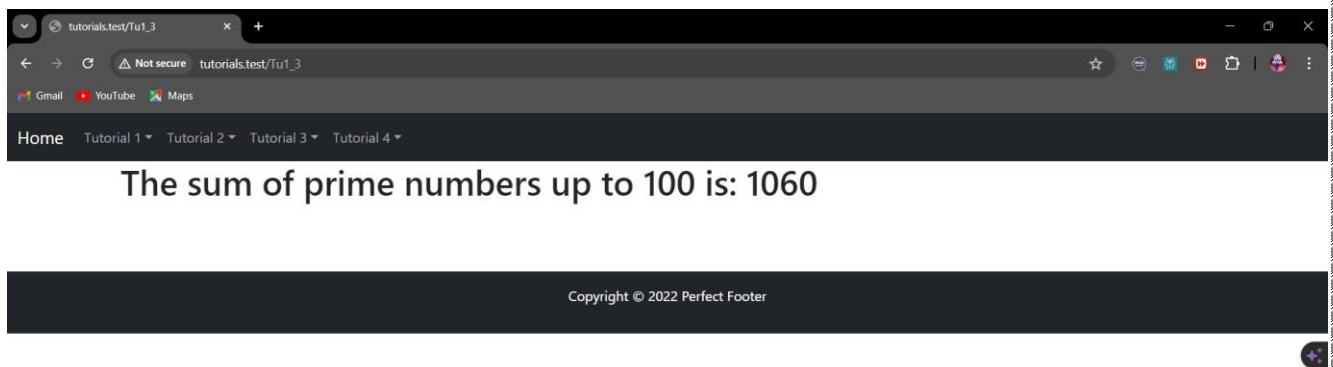 tutorials.test/Tu1_3
Not secure tutorials.test/Tu1_3
Gmail YouTube Maps
Home Tutorial 1 Tutorial 2 Tutorial 3 Tutorial 4
The sum of prime numbers up to 100 is: 1060
Copyright © 2022 Perfect Footer